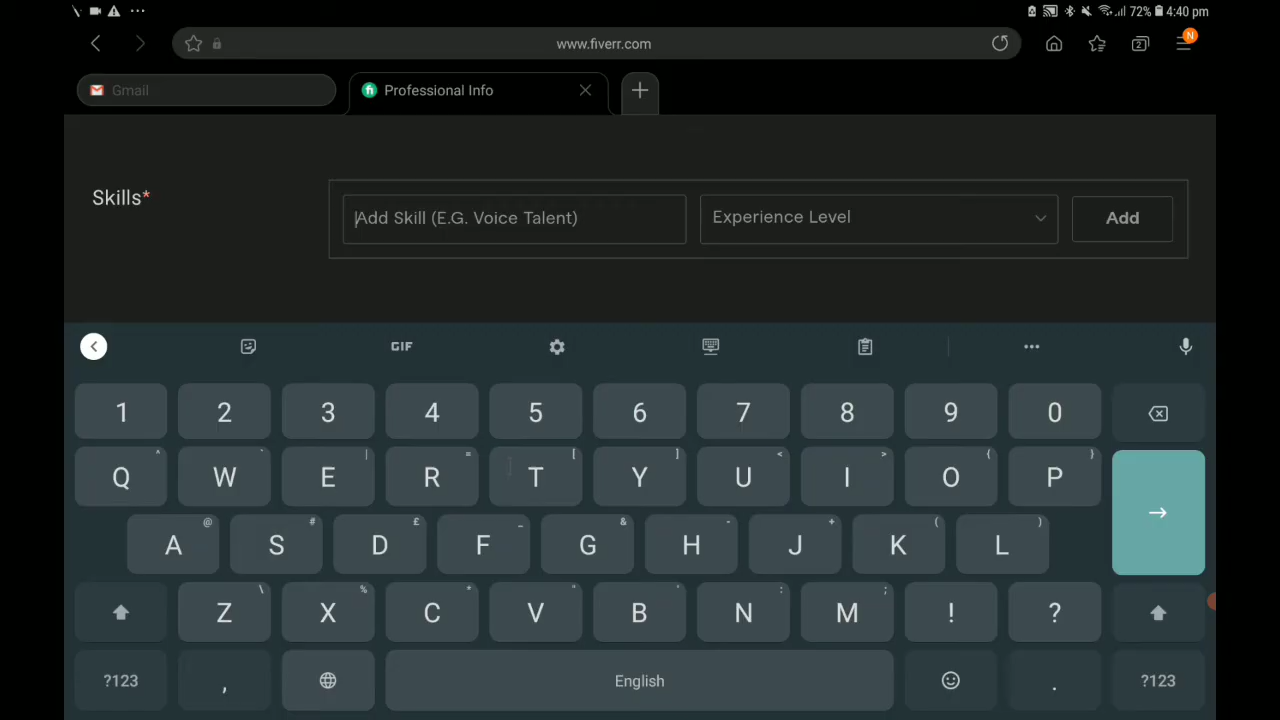 72% 4:40 pm
www.fiverr.com
2
N
Gmail
Professional Info
Skills*
Add Skill (E.G. Voice Talent)
Experience Level
Add
GIF
1 2 3 4 5 6 7 8 9 0
^ ` | = [ ] < > { }
Q W E R T Y U I O P
@ # £ _ & - + ( )
A S D F G H J K L
\ % * " ' : ;
Z X C V B N M ! ?
?123 , English . ?123